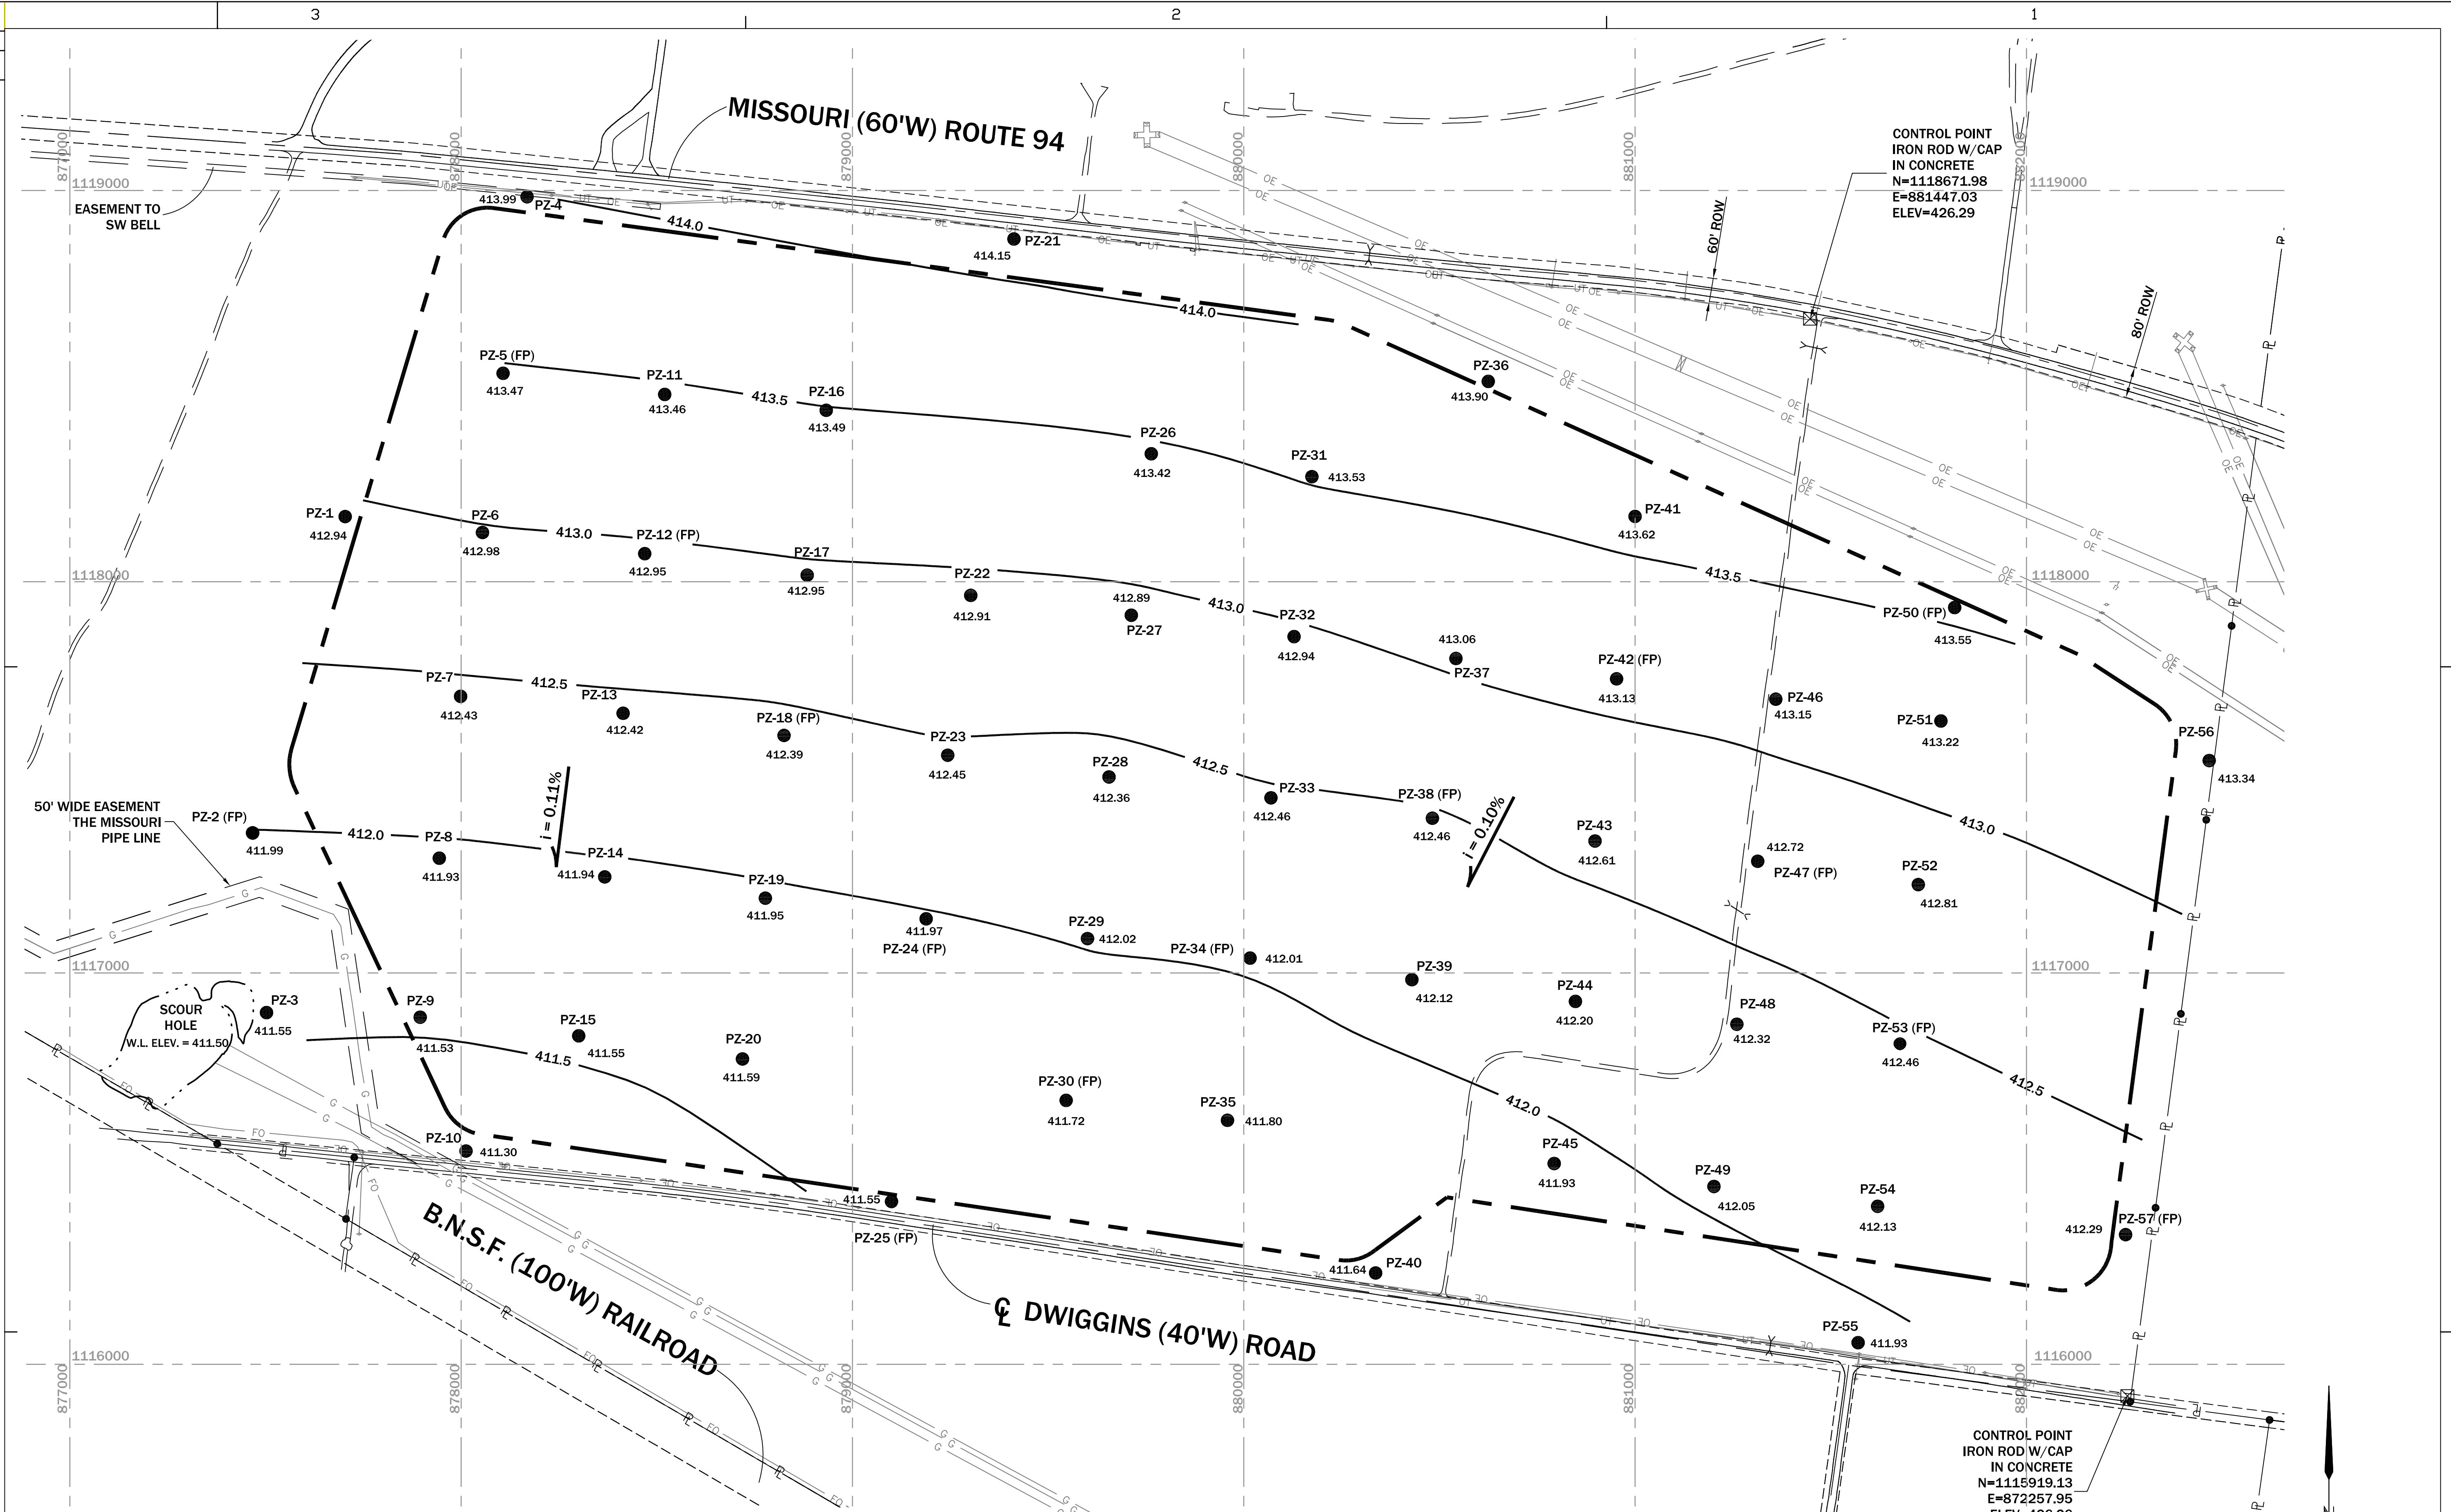 3
2
1
MISSOURI (60'W) ROUTE 94
CONTROL POINT
IRON ROD W/CAP
IN CONCRETE
N=1118671.98
E=881447.03
ELEV=426.29
877000
878000
879000
880000
881000
882000
1119000
1119000
EASEMENT TO
SW BELL
60' ROW
80' ROW
413.99
PZ-4
414.0
PZ-21
414.15
414.0
PZ-5 (FP)
413.47
PZ-11
413.46
413.5
PZ-16
413.49
PZ-26
413.42
PZ-31
413.53
PZ-36
413.90
PZ-41
413.62
413.5
PZ-50 (FP)
413.55
PZ-1
412.94
PZ-6
412.98
413.0
PZ-12 (FP)
412.95
PZ-17
412.95
PZ-22
412.91
412.89
PZ-27
413.0
PZ-32
412.94
413.06
PZ-37
PZ-42 (FP)
413.13
PZ-46
413.15
PZ-51
413.22
PZ-56
413.34
1118000
1118000
PZ-7
412.43
412.5
PZ-13
412.42
PZ-18 (FP)
412.39
PZ-23
412.45
PZ-28
412.36
412.5
PZ-33
412.46
PZ-38 (FP)
412.46
i = 0.11%
i = 0.10%
PZ-43
412.61
412.72
PZ-47 (FP)
PZ-52
412.81
413.0
50' WIDE EASEMENT
THE MISSOURI
PIPE LINE
PZ-2 (FP)
411.99
412.0
PZ-8
411.93
PZ-14
411.94
PZ-19
411.95
411.97
PZ-24 (FP)
PZ-29
412.02
PZ-34 (FP)
412.01
PZ-39
412.12
PZ-44
412.20
PZ-48
412.32
PZ-53 (FP)
412.46
412.5
1117000
1117000
SCOUR
HOLE
W.L. ELEV. = 411.50
PZ-3
411.55
PZ-9
411.53
411.5
PZ-15
411.55
PZ-20
411.59
PZ-30 (FP)
411.72
PZ-35
411.80
412.0
PZ-45
411.93
PZ-49
412.05
PZ-54
412.13
412.29
PZ-57 (FP)
PZ-10
411.30
411.55
PZ-25 (FP)
411.64
PZ-40
PZ-55
411.93
B.N.S.F. (100'W) RAILROAD
℄ DWIGGINS (40'W) ROAD
1116000
1116000
877000
878000
879000
880000
881000
882000
CONTROL POINT
IRON ROD W/CAP
IN CONCRETE
N=1115919.13
E=872257.95